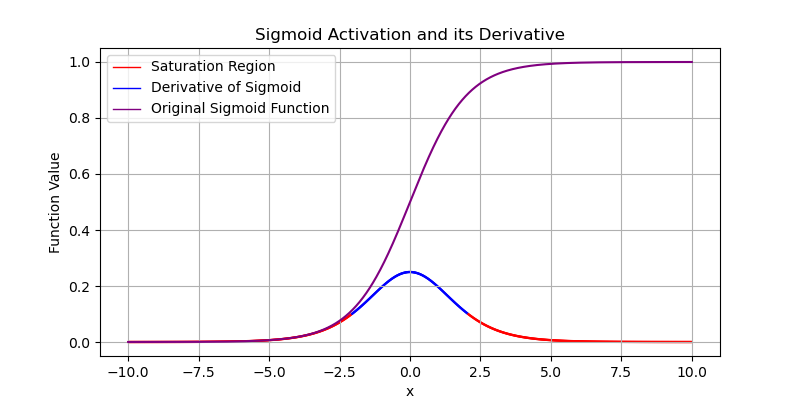 Sigmoid Activation and its Derivative
Saturation Region
Derivative of Sigmoid
Original Sigmoid Function
Function Value
1.0
0.8
0.6
0.4
0.2
0.0
−10.0 −7.5 −5.0 −2.5 0.0 2.5 5.0 7.5 10.0
x